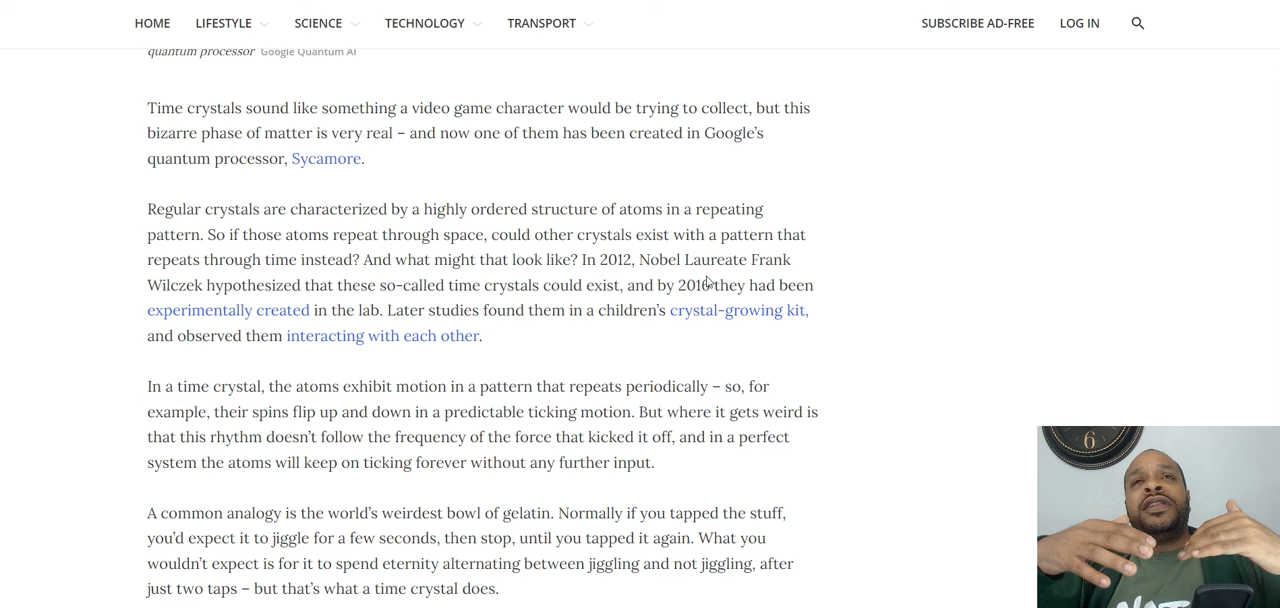 HOME LIFESTYLE SCIENCE TECHNOLOGY TRANSPORT SUBSCRIBE AD-FREE LOG IN
quantum processor Google Quantum AI
Time crystals sound like something a video game character would be trying to collect, but this
bizarre phase of matter is very real – and now one of them has been created in Google's
quantum processor, Sycamore.
Regular crystals are characterized by a highly ordered structure of atoms in a repeating
pattern. So if those atoms repeat through space, could other crystals exist with a pattern that
repeats through time instead? And what might that look like? In 2012, Nobel Laureate Frank
Wilczek hypothesized that these so-called time crystals could exist, and by 2016 they had been
experimentally created in the lab. Later studies found them in a children's crystal-growing kit,
and observed them interacting with each other.
In a time crystal, the atoms exhibit motion in a pattern that repeats periodically – so, for
example, their spins flip up and down in a predictable ticking motion. But where it gets weird is
that this rhythm doesn't follow the frequency of the force that kicked it off, and in a perfect
system the atoms will keep on ticking forever without any further input.
A common analogy is the world's weirdest bowl of gelatin. Normally if you tapped the stuff,
you'd expect it to jiggle for a few seconds, then stop, until you tapped it again. What you
wouldn't expect is for it to spend eternity alternating between jiggling and not jiggling, after
just two taps – but that's what a time crystal does.
6